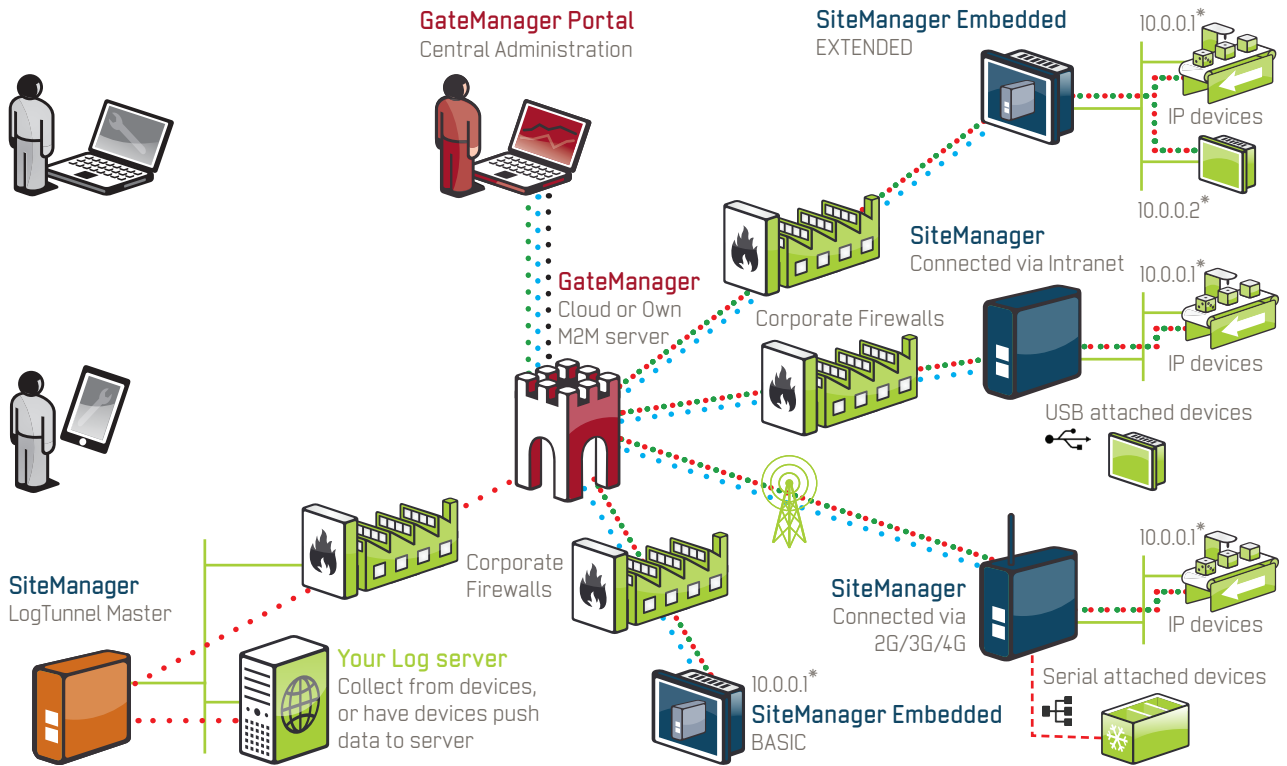 GateManager Portal
Central Administration
SiteManager Embedded
EXTENDED
10.0.0.1*
IP devices
10.0.0.2*
SiteManager
Connected via Intranet
10.0.0.1*
IP devices
USB attached devices
GateManager
Cloud or Own
M2M server
Corporate Firewalls
SiteManager
LogTunnel Master
Your Log server
Collect from devices,
or have devices push
data to server
Corporate
Firewalls
10.0.0.1*
SiteManager Embedded
BASIC
SiteManager
Connected via
2G/3G/4G
10.0.0.1*
IP devices
Serial attached devices